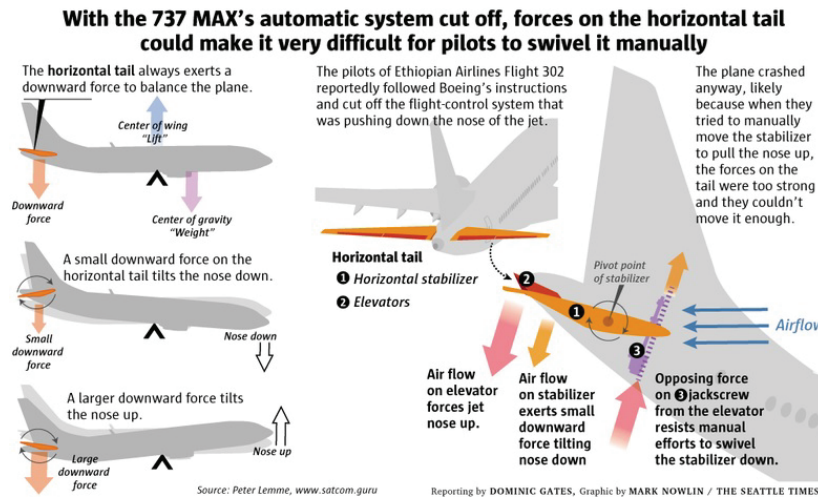 With the 737 MAX's automatic system cut off, forces on the horizontal tail
could make it very difficult for pilots to swivel it manually
The horizontal tail always exerts a
downward force to balance the plane.
Center of wing
"Lift"
Downward
force
Center of gravity
"Weight"
A small downward force on the
horizontal tail tilts the nose down.
Small
downward
force
Nose down
A larger downward force tilts
the nose up.
Large
downward
force
Nose up
The pilots of Ethiopian Airlines Flight 302
reportedly followed Boeing's instructions
and cut off the flight-control system that
was pushing down the nose of the jet.
The plane crashed
anyway, likely
because when they
tried to manually
move the stabilizer
to pull the nose up,
the forces on the
tail were too strong
and they couldn't
move it enough.
Horizontal tail
1 Horizontal stabilizer
2 Elevators
2
Pivot point
of stabilizer
1
3
Airflow
Air flow
on elevator
forces jet
nose up.
Air flow
on stabilizer
exerts small
downward
force tilting
nose down
Opposing force
on 3 jackscrew
from the elevator
resists manual
efforts to swivel
the stabilizer down.
Source: Peter Lemme, www.satcom.guru
Reporting by DOMINIC GATES, Graphic by MARK NOWLIN / THE SEATTLE TIMES